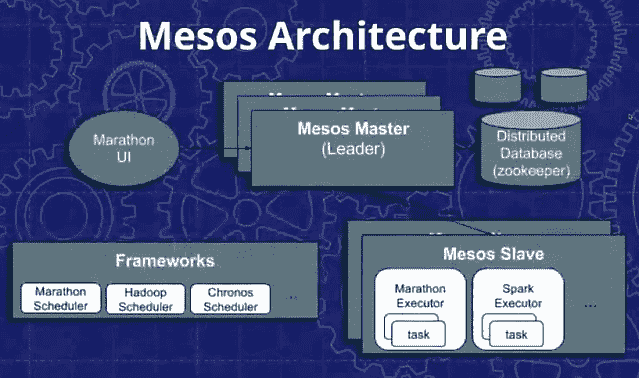 Mesos Architecture
Marathon
UI
Mesos Master
(Leader)
Distributed
Database
(zookeeper)
Frameworks
Marathon
Scheduler
Hadoop
Scheduler
Chronos
Scheduler
...
Mesos Slave
Marathon
Executor
task
Spark
Executor
task
...